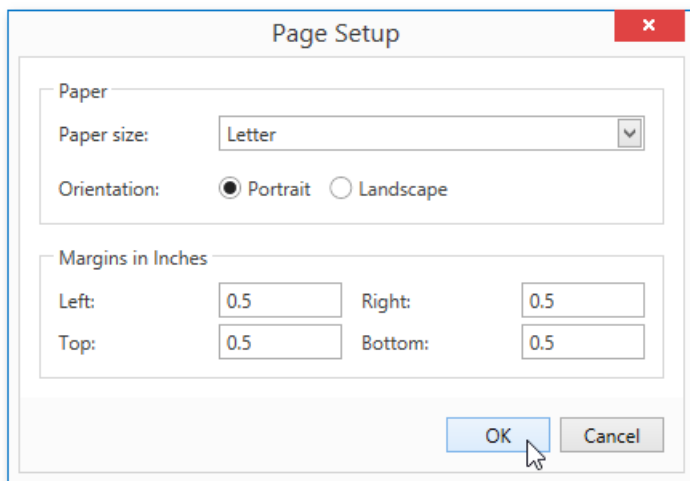 Page Setup
Paper
Paper size: Letter
Orientation: Portrait Landscape
Margins in Inches
Left: 0.5 Right: 0.5
Top: 0.5 Bottom: 0.5
OK Cancel